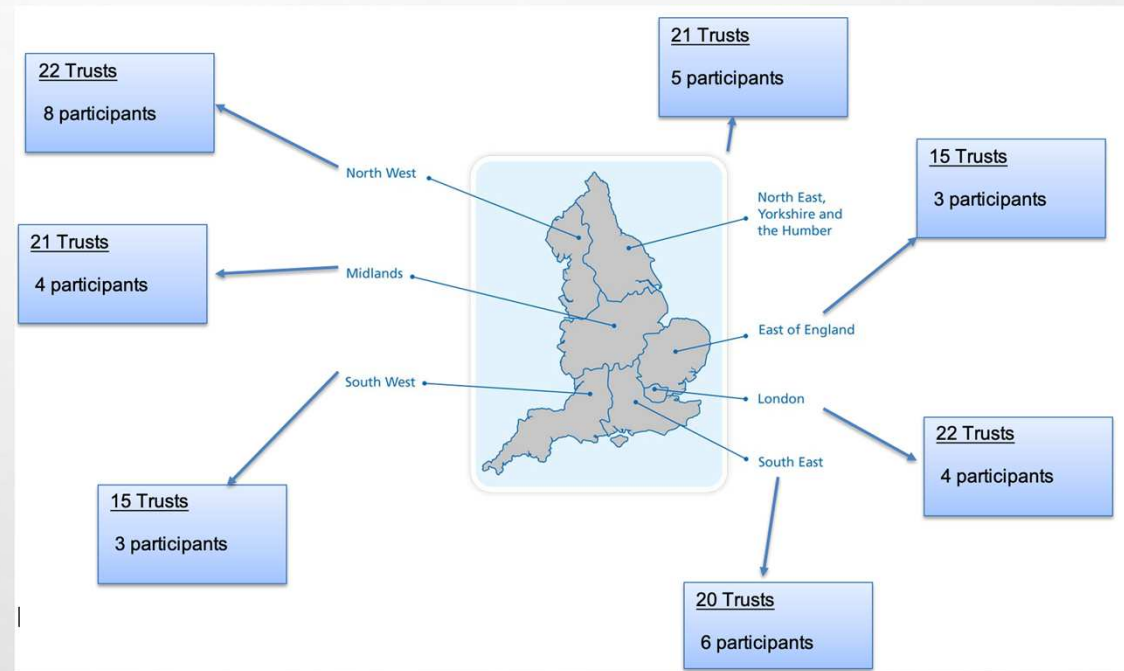 21 Trusts
5 participants
22 Trusts
8 participants
15 Trusts
3 participants
North West
North East,
Yorkshire and
the Humber
21 Trusts
4 participants
Midlands
East of England
South West
London
22 Trusts
4 participants
South East
15 Trusts
3 participants
20 Trusts
6 participants